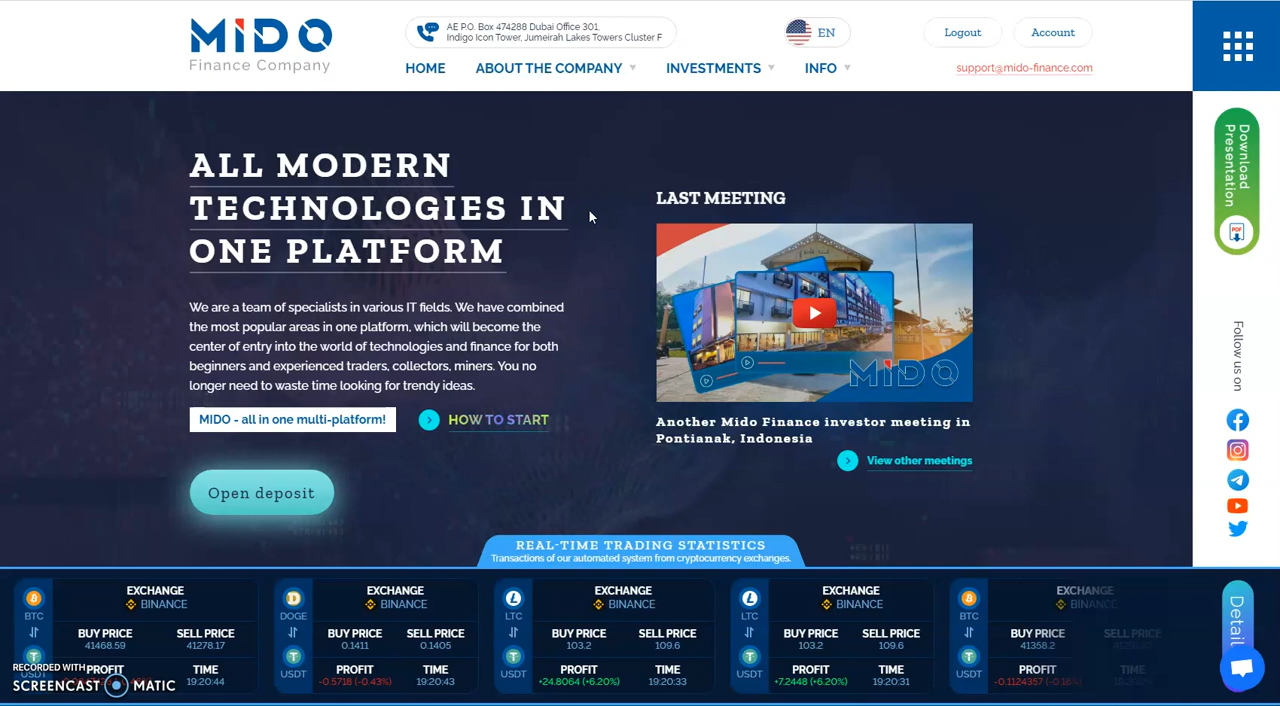 MIDO
Finance Company
AE P.O. Box 474288 Dubai Office 301,
Indigo Icon Tower, Jumeirah Lakes Towers Cluster F
EN
Logout
Account
HOME
ABOUT THE COMPANY
INVESTMENTS
INFO
support@mido-finance.com
ALL MODERN
TECHNOLOGIES IN
ONE PLATFORM
We are a team of specialists in various IT fields. We have combined
the most popular areas in one platform, which will become the
center of entry into the world of technologies and finance for both
beginners and experienced traders, collectors, miners. You no
longer need to waste time looking for trendy ideas.
MIDO - all in one multi-platform!
HOW TO START
Open deposit
LAST MEETING
MIDO
Another Mido Finance investor meeting in
Pontianak, Indonesia
View other meetings
Download
Presentation
PDF
Follow us on
REAL-TIME TRADING STATISTICS
Transactions of our automated system from cryptocurrency exchanges.
BTC
USDT
EXCHANGE
BINANCE
BUY PRICE
41468.59
SELL PRICE
41278.17
PROFIT
TIME
19:20:44
DOGE
USDT
EXCHANGE
BINANCE
BUY PRICE
0.1411
SELL PRICE
0.1405
PROFIT
-0.5718 (-0.43%)
TIME
19:20:43
LTC
USDT
EXCHANGE
BINANCE
BUY PRICE
103.2
SELL PRICE
109.6
PROFIT
+24.8064 (+6.20%)
TIME
19:20:33
LTC
USDT
EXCHANGE
BINANCE
BUY PRICE
103.2
SELL PRICE
109.6
PROFIT
+7.2448 (+6.20%)
TIME
19:20:31
BTC
USDT
EXCHANGE
BINANCE
BUY PRICE
41358.2
SELL PRICE
PROFIT
TIME
Detail
RECORDED WITH
SCREENCAST MATIC